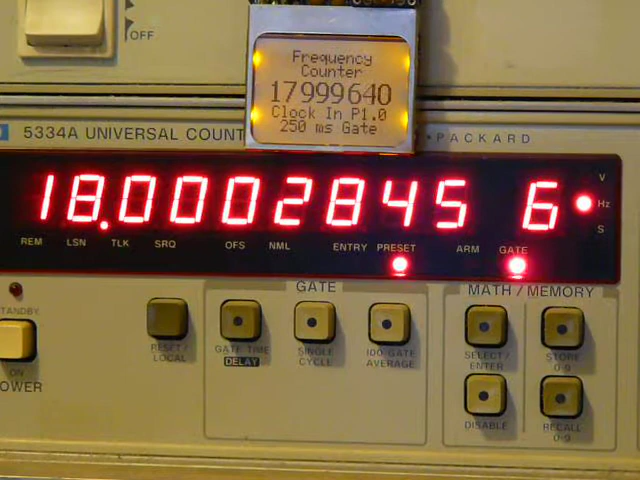 OFF
Frequency
Counter
17999640
Clock In P1.0
250 ms Gate
5334A UNIVERSAL COUNT
PACKARD
18.0002845 6
V
Hz
S
REM LSN TLK SRQ OFS NML ENTRY PRESET ARM GATE
GATE
MATH / MEMORY
STANDBY
ON
POWER
RESET/
LOCAL
GATE TIME
DELAY
SINGLE
CYCLE
100 GATE
AVERAGE
SELECT/
ENTER
STORE
0-9
DISABLE
RECALL
0-9